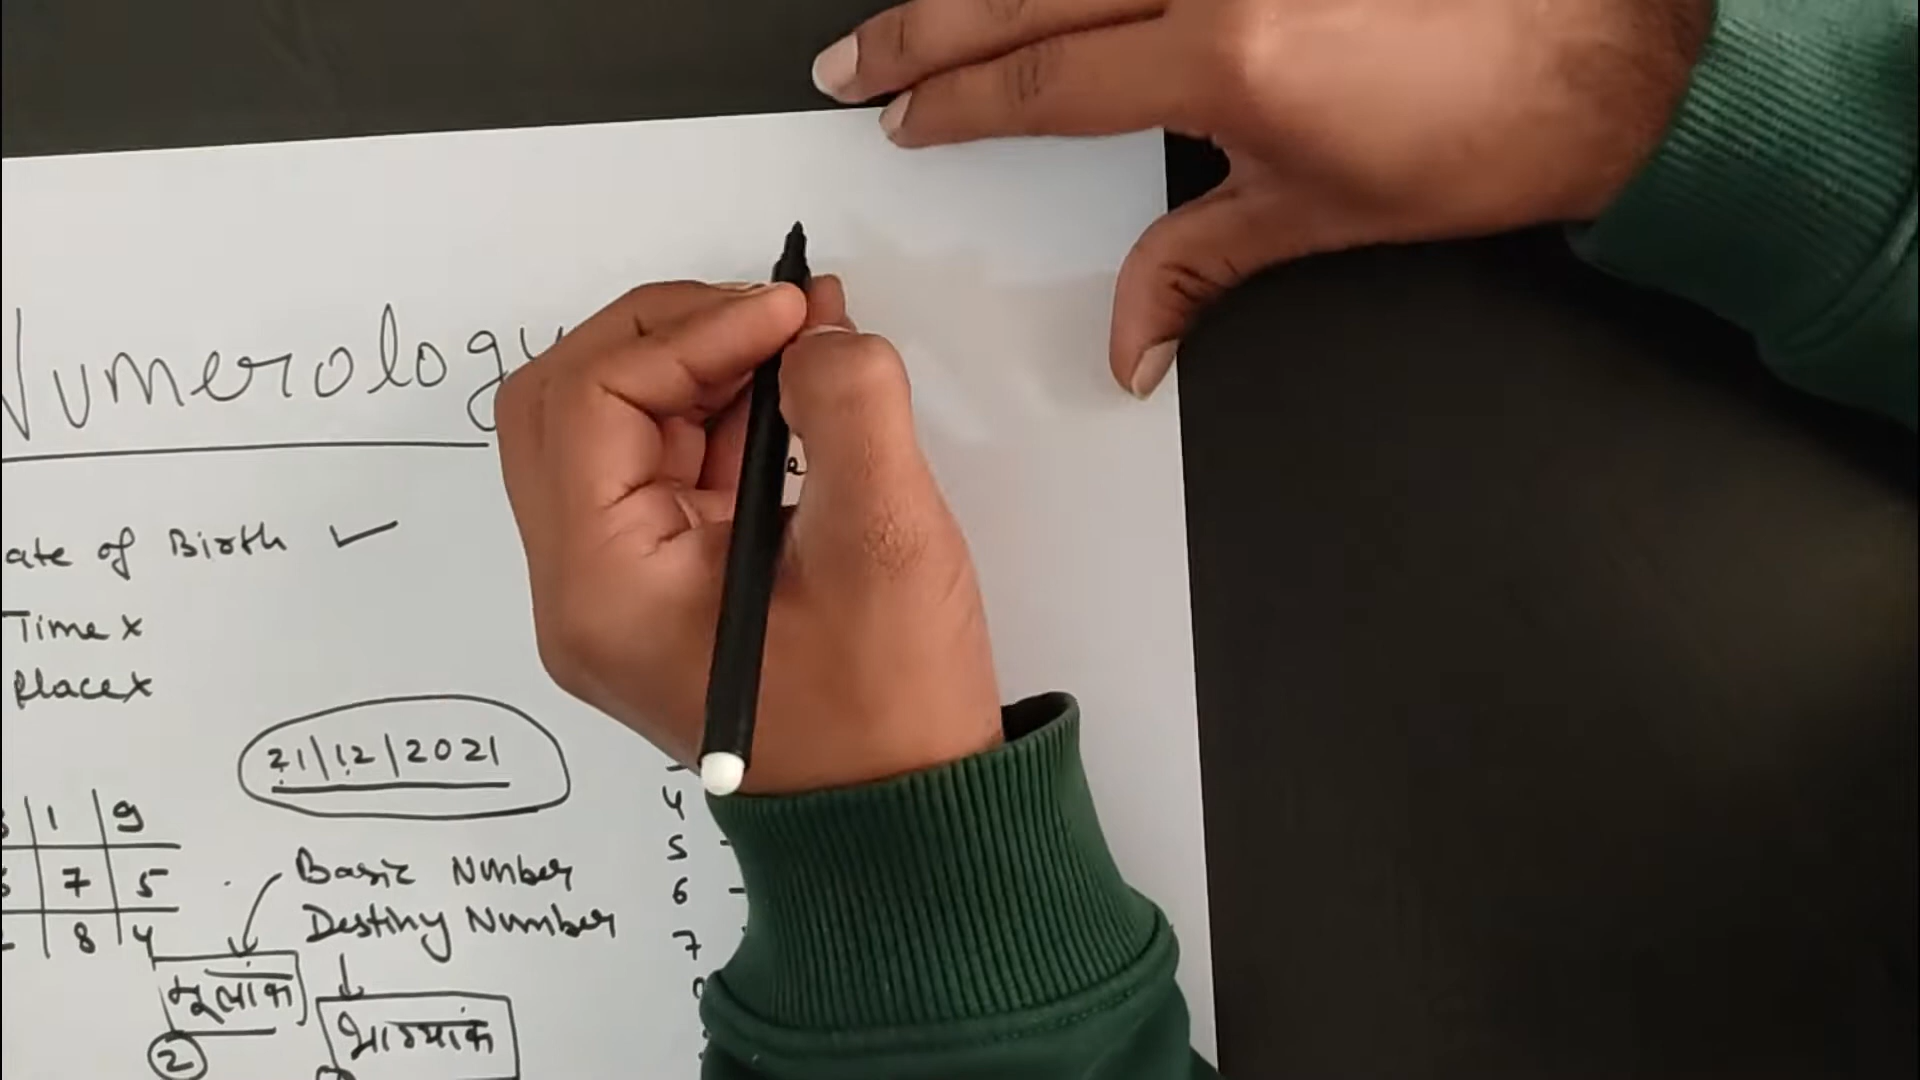 Numerology
ate of Birth ✓
Time x
Place x
21/12/2021
1 9
7 5
8 4
Basic Number
Destiny Number
मूलांक
भाग्यांक
2
4
5 -
6 -
7